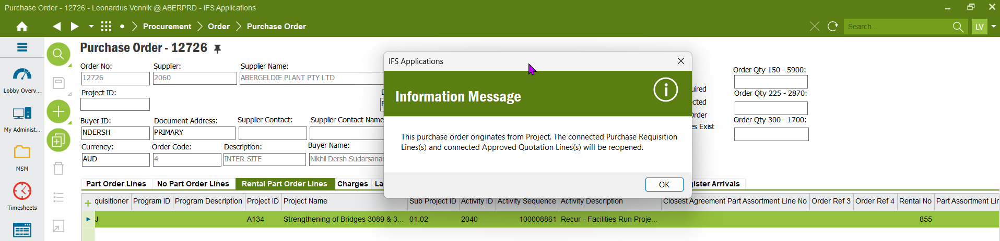 Purchase Order - 12726 - Leonardus Vennik @ ABERPRD - IFS Applications
Procurement
Order
Purchase Order
Search...
LV
Purchase Order - 12726
Lobby Overv...
My Administ...
MSM
Timesheets
Order No:
Supplier:
Supplier Name:
12726
2060
ABERGELDIE PLANT PTY LTD
Project ID:
Buyer ID:
Document Address:
Supplier Contact:
Supplier Contact Name
NDERSH
PRIMARY
Currency:
Order Code:
Description:
Buyer Name:
AUD
4
INTER-SITE
Nikhil Dersh Sudarsana
IFS Applications
Information Message
This purchase order originates from Project. The connected Purchase Requisition
Lines(s) and connected Approved Quotation Lines(s) will be reopened.
OK
uired
cted
Order
es Exist
Order Qty 150 - 5900:
Order Qty 225 - 2870:
Order Qty 300 - 1700:
Part Order Lines
No Part Order Lines
Rental Part Order Lines
Charges
La
ister Arrivals
quisitioner
Program ID
Program Description
Project ID
Project Name
Sub Project ID
Activity ID
Activity Sequence
Activity Description
Closest Agreement Part Assortment Line No
Order Ref 3
Order Ref 4
Rental No
Part Assortment Lir
J
A134
Strengthening of Bridges 3089 & 3...
01.02
2040
100008861
Recur - Facilities Run Proje...
855